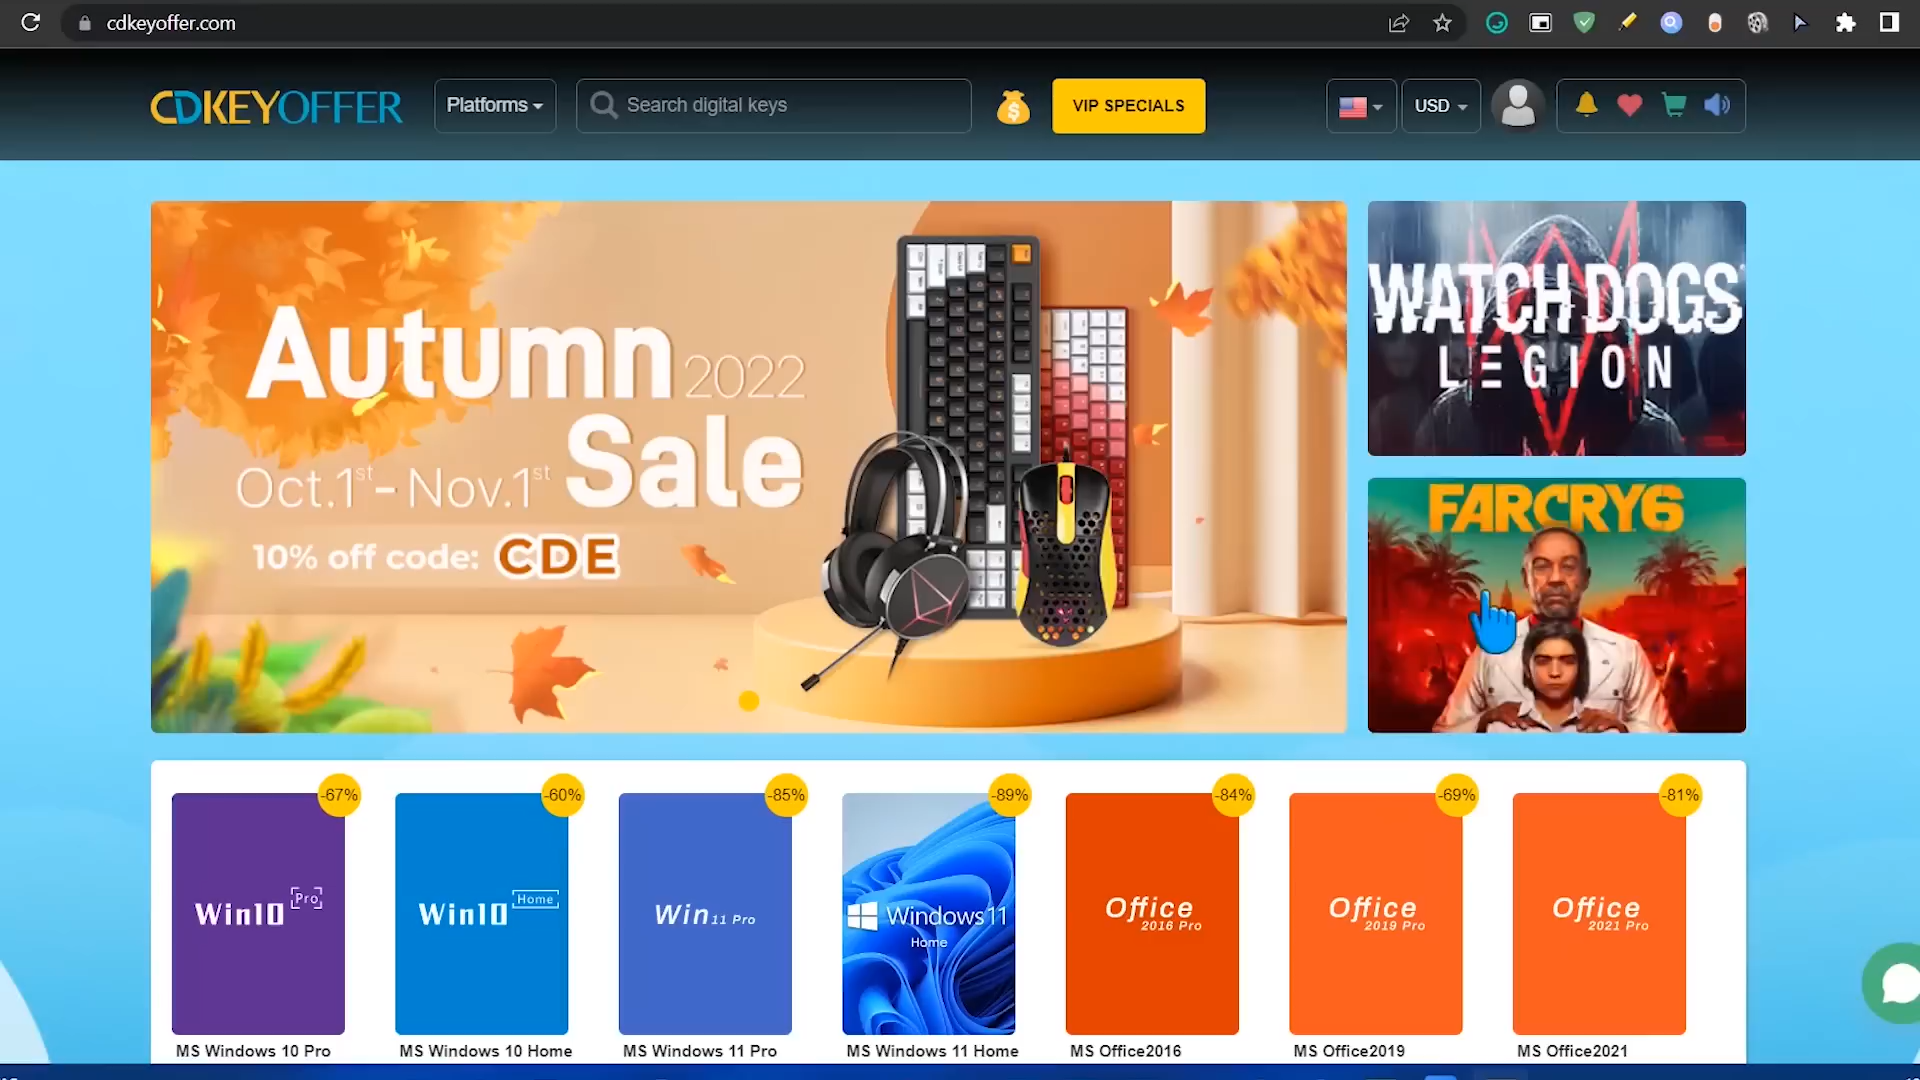 cdkeyoffer.com
CDKEYOFFER
Platforms
Search digital keys
VIP SPECIALS
USD
Autumn 2022
Oct.1st - Nov.1st Sale
10% off code: CDE
WATCH DOGS
LEGION
FARCRY6
-67%
-60%
-85%
-89%
-84%
-69%
-81%
Win10 Pro
Win10 Home
Win 11 Pro
Windows 11
Home
Office
2016 Pro
Office
2019 Pro
Office
2021 Pro
MS Windows 10 Pro
MS Windows 10 Home
MS Windows 11 Pro
MS Windows 11 Home
MS Office2016
MS Office2019
MS Office2021